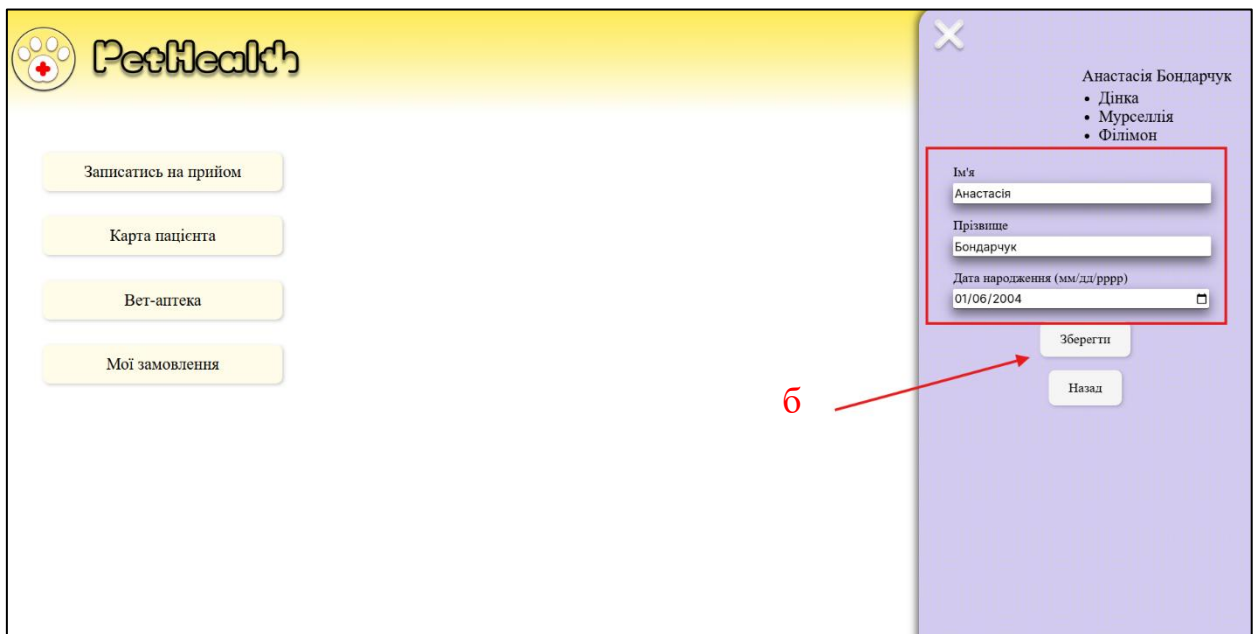 PetHealth
Записатись на прийом
Карта пацієнта
Вет-аптека
Мої замовлення
Анастасія Бондарчук
• Дінка
• Мурселлія
• Філімон
Ім'я
Анастасія
Прізвище
Бондарчук
Дата народження (мм/дд/рррр)
01/06/2004
Зберегти
Назад
б